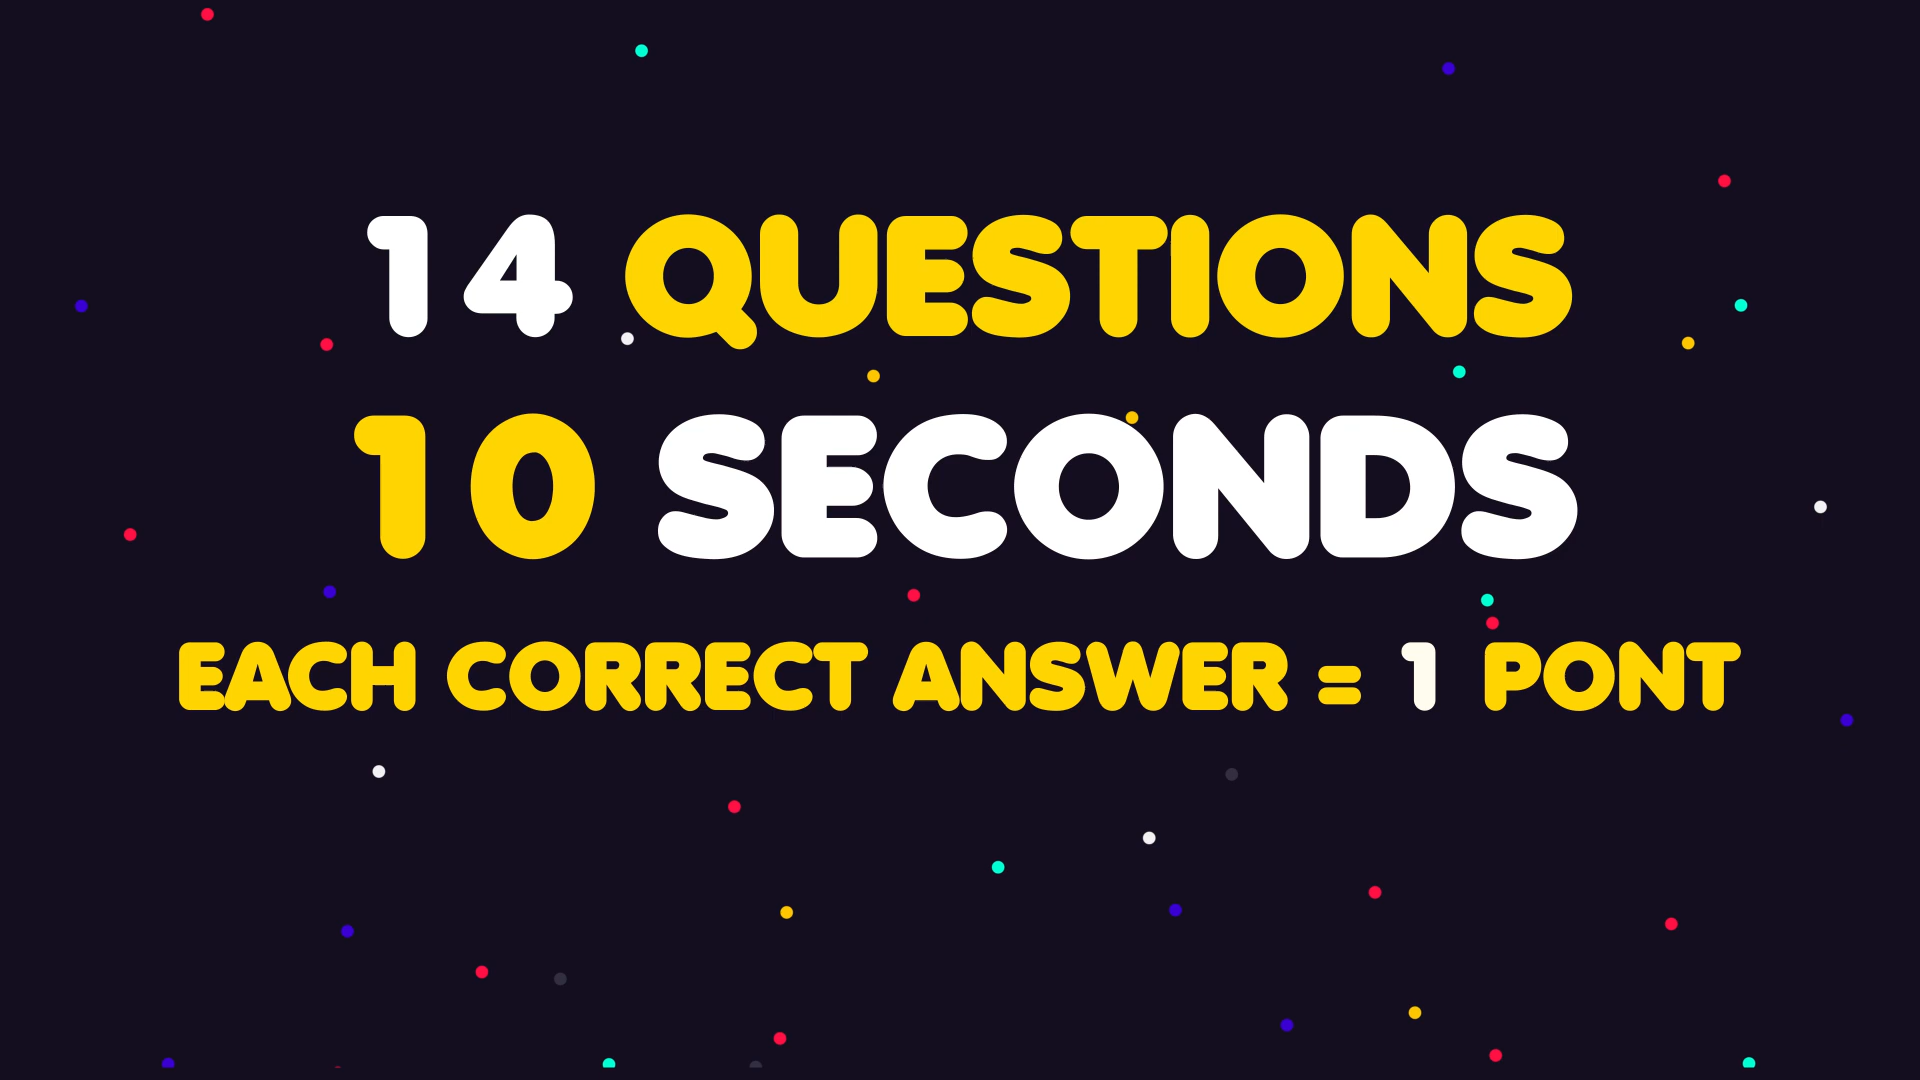 14 QUESTIONS
10 SECONDS
EACH CORRECT ANSWER = 1 PONT